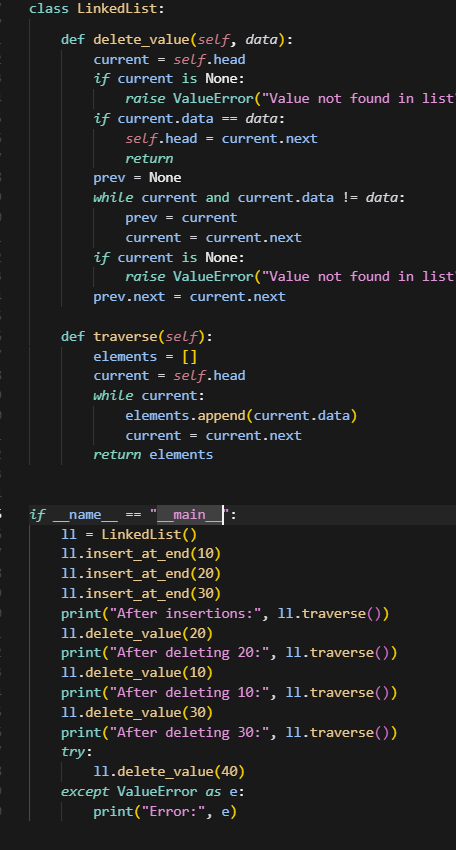 class LinkedList:
def delete_value(self, data):
current = self.head
if current is None:
raise ValueError("Value not found in list"
if current.data == data:
self.head = current.next
return
prev = None
while current and current.data != data:
prev = current
current = current.next
if current is None:
raise ValueError("Value not found in list"
prev.next = current.next
def traverse(self):
elements = []
current = self.head
while current:
elements.append(current.data)
current = current.next
return elements
if __name__ == "__main__":
ll = LinkedList()
ll.insert_at_end(10)
ll.insert_at_end(20)
ll.insert_at_end(30)
print("After insertions:", ll.traverse())
ll.delete_value(20)
print("After deleting 20:", ll.traverse())
ll.delete_value(10)
print("After deleting 10:", ll.traverse())
ll.delete_value(30)
print("After deleting 30:", ll.traverse())
try:
ll.delete_value(40)
except ValueError as e:
print("Error:", e)